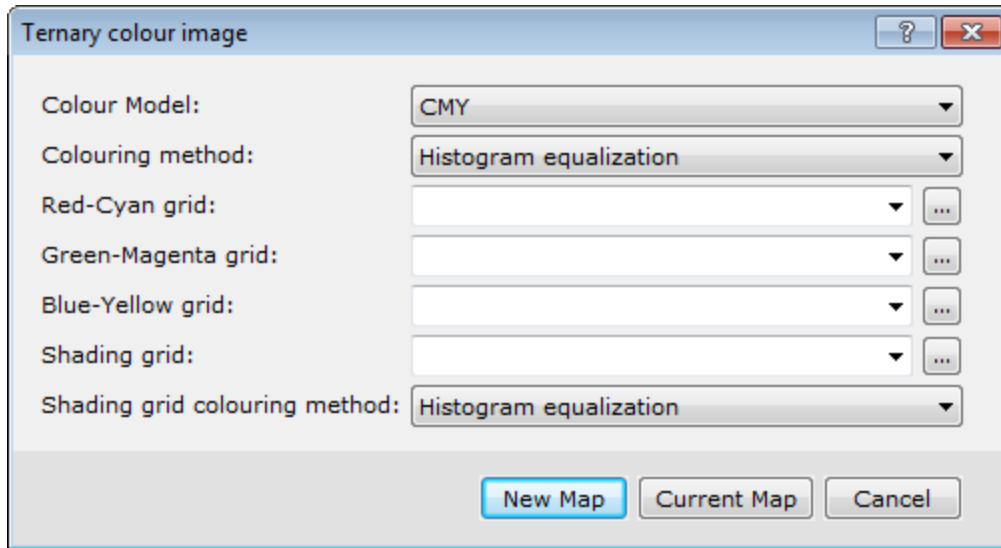 Ternary colour image
Colour Model: CMY
Colouring method: Histogram equalization
Red-Cyan grid: ...
Green-Magenta grid: ...
Blue-Yellow grid: ...
Shading grid: ...
Shading grid colouring method: Histogram equalization
New Map Current Map Cancel